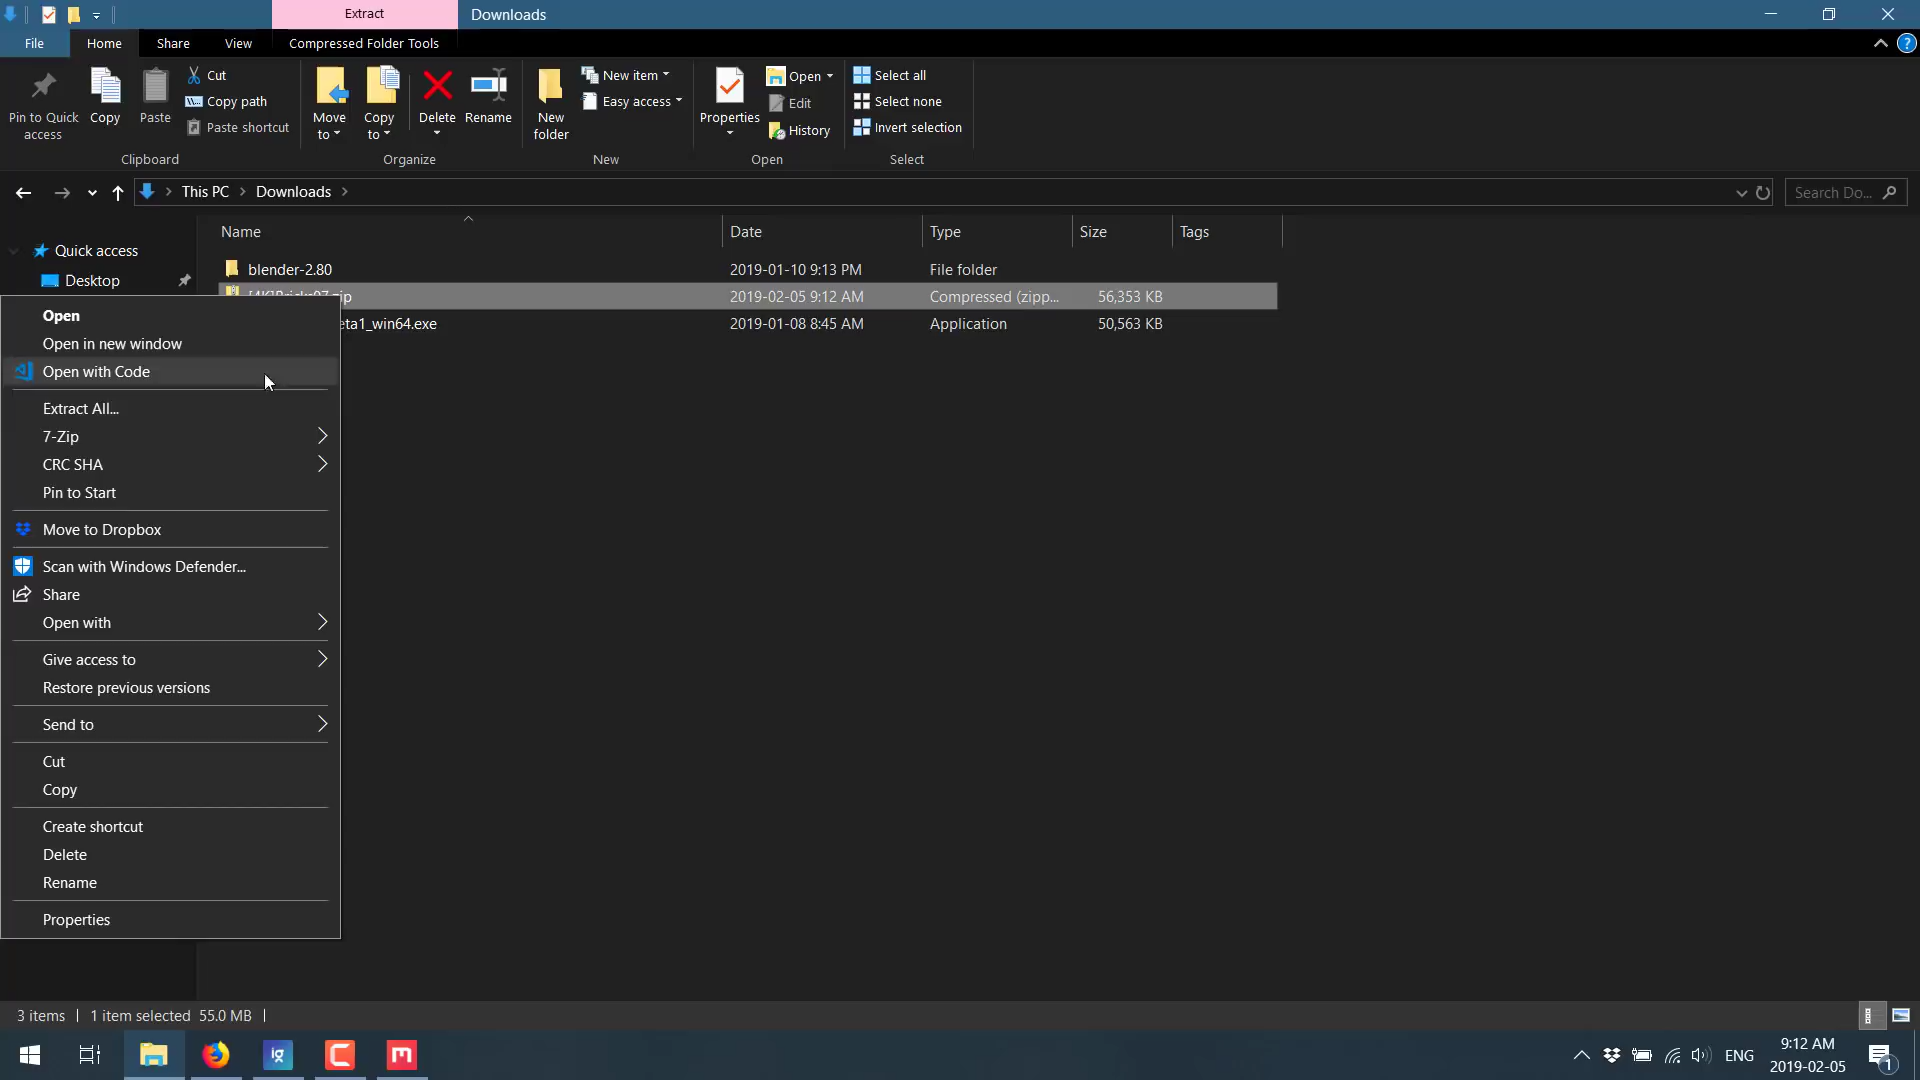 Extract
Downloads
File
Home
Share
View
Compressed Folder Tools
Pin to Quick access
Copy
Paste
Cut
Copy path
Paste shortcut
Clipboard
Move to
Copy to
Delete
Rename
Organize
New folder
New item
Easy access
New
Properties
Open
Edit
History
Open
Select all
Select none
Invert selection
Select
This PC
Downloads
Search Do...
Name
Date
Type
Size
Tags
Quick access
Desktop
blender-2.80
2019-01-10 9:13 PM
File folder
2019-02-05 9:12 AM
Compressed (zipp...
56,353 KB
eta1_win64.exe
2019-01-08 8:45 AM
Application
50,563 KB
Open
Open in new window
Open with Code
Extract All...
7-Zip
CRC SHA
Pin to Start
Move to Dropbox
Scan with Windows Defender...
Share
Open with
Give access to
Restore previous versions
Send to
Cut
Copy
Create shortcut
Delete
Rename
Properties
3 items
1 item selected 55.0 MB
ENG
9:12 AM
2019-02-05
1